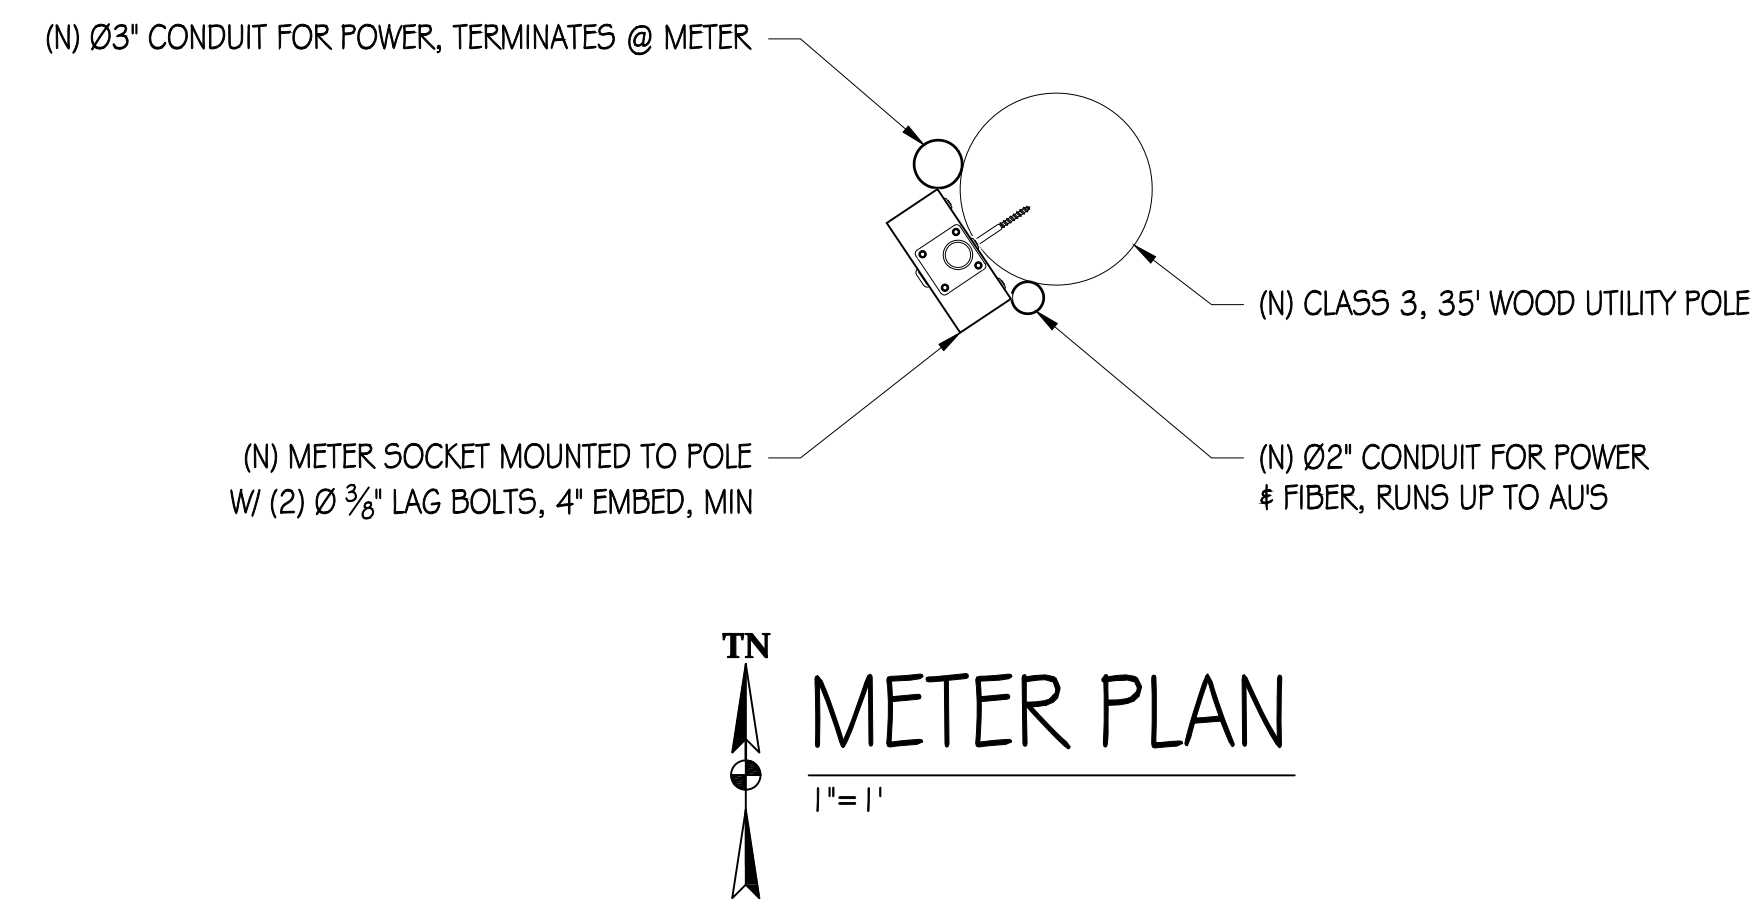 (N) Ø3" CONDUIT FOR POWER, TERMINATES @ METER
(N) CLASS 3, 35' WOOD UTILITY POLE
(N) METER SOCKET MOUNTED TO POLE
W/ (2) Ø ⅜" LAG BOLTS, 4" EMBED, MIN
(N) Ø2" CONDUIT FOR POWER
& FIBER, RUNS UP TO AU'S
TN
METER PLAN
1"=1'